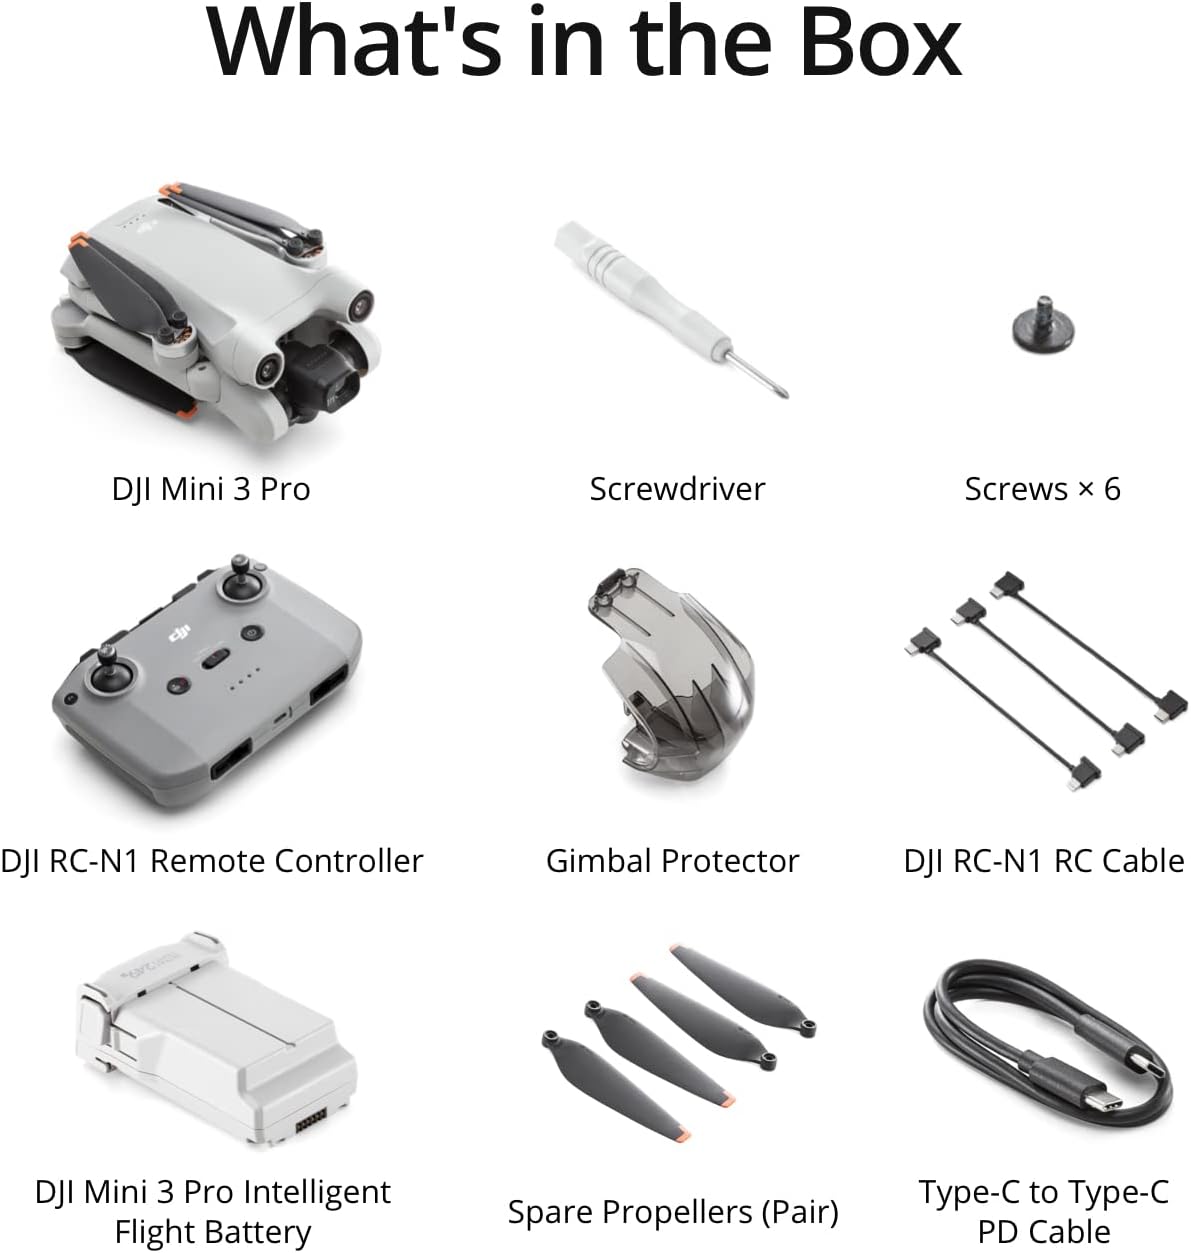 What's in the Box
DJI Mini 3 Pro
Screwdriver
Screws × 6
dji
DJI RC-N1 Remote Controller
Gimbal Protector
DJI RC-N1 RC Cable
DJI Mini 3 Pro Intelligent
Flight Battery
Spare Propellers (Pair)
Type-C to Type-C
PD Cable